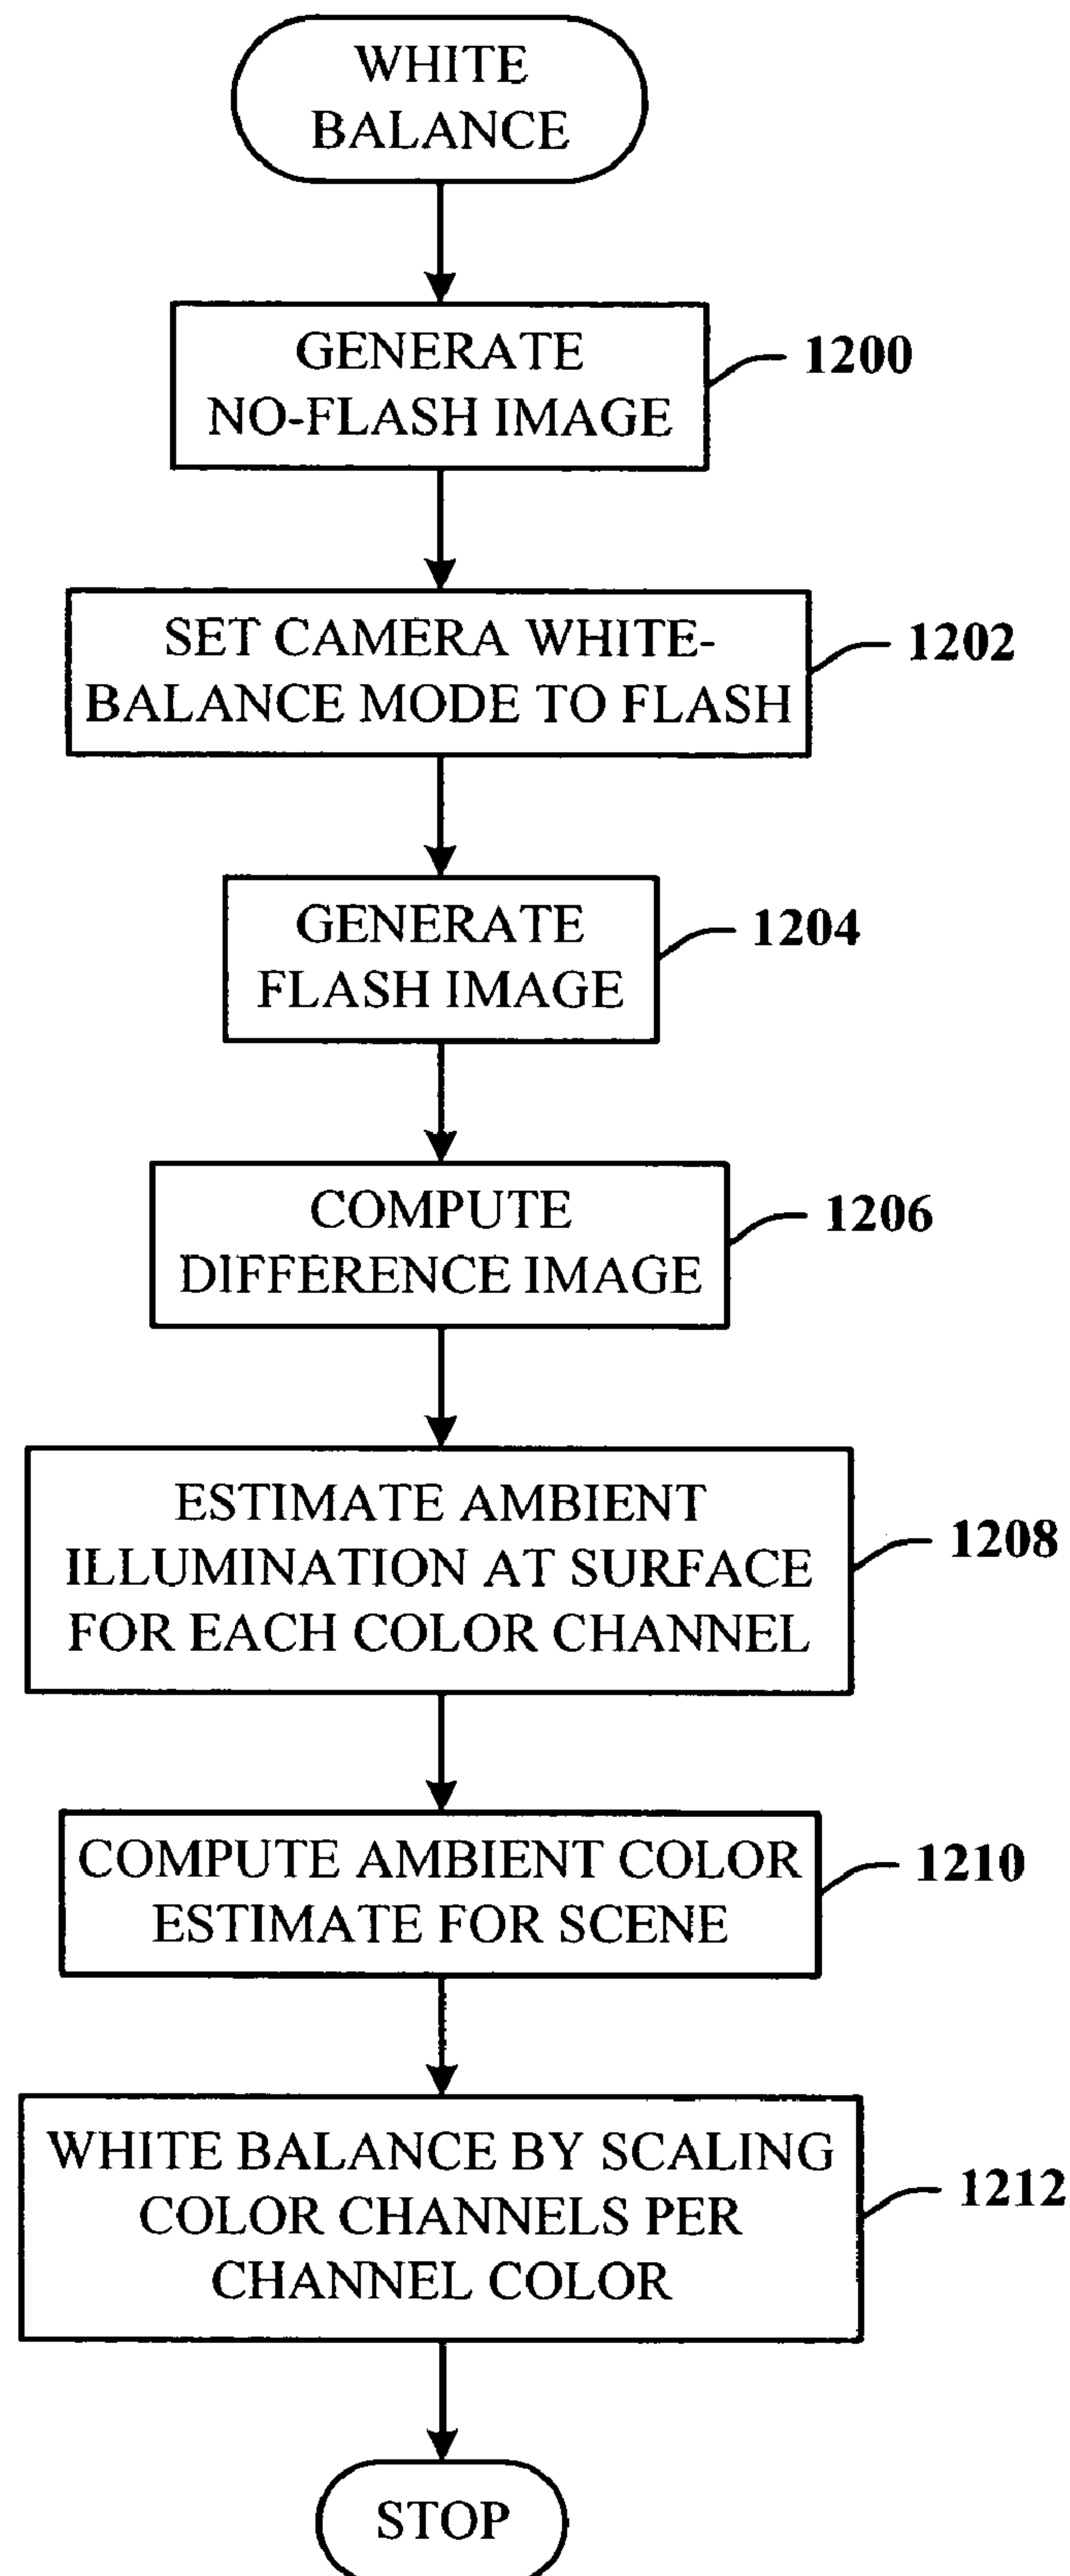 WHITE
BALANCE
GENERATE
NO-FLASH IMAGE
1200
SET CAMERA WHITE-
BALANCE MODE TO FLASH
1202
GENERATE
FLASH IMAGE
1204
COMPUTE
DIFFERENCE IMAGE
1206
ESTIMATE AMBIENT
ILLUMINATION AT SURFACE
FOR EACH COLOR CHANNEL
1208
COMPUTE AMBIENT COLOR
ESTIMATE FOR SCENE
1210
WHITE BALANCE BY SCALING
COLOR CHANNELS PER
CHANNEL COLOR
1212
STOP